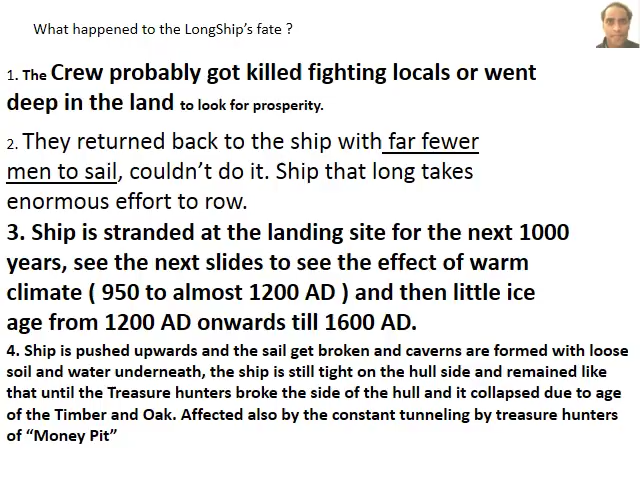 What happened to the LongShip's fate ?
1. The Crew probably got killed fighting locals or went
deep in the land to look for prosperity.
2. They returned back to the ship with far fewer
men to sail, couldn't do it. Ship that long takes
enormous effort to row.
3. Ship is stranded at the landing site for the next 1000
years, see the next slides to see the effect of warm
climate ( 950 to almost 1200 AD ) and then little ice
age from 1200 AD onwards till 1600 AD.
4. Ship is pushed upwards and the sail get broken and caverns are formed with loose
soil and water underneath, the ship is still tight on the hull side and remained like
that until the Treasure hunters broke the side of the hull and it collapsed due to age
of the Timber and Oak. Affected also by the constant tunneling by treasure hunters
of “Money Pit”